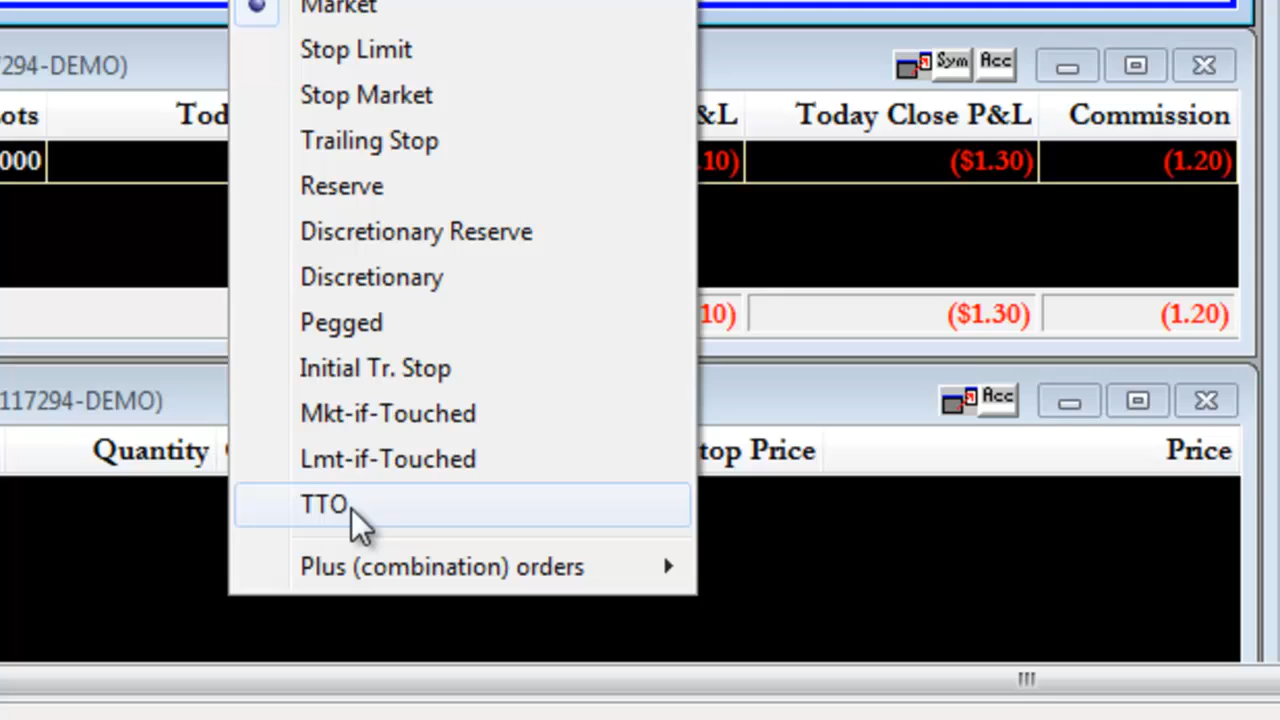 Market
Stop Limit
7294-DEMO) Sym Acc
Stop Market
ots Tod &L Today Close P&L Commission
Trailing Stop
000 .10) ($1.30) (1.20)
Reserve
Discretionary Reserve
Discretionary
10) ($1.30) (1.20)
Pegged
Initial Tr. Stop
117294-DEMO) Acc
Mkt-if-Touched
Quantity top Price Price
Lmt-if-Touched
TTO
Plus (combination) orders